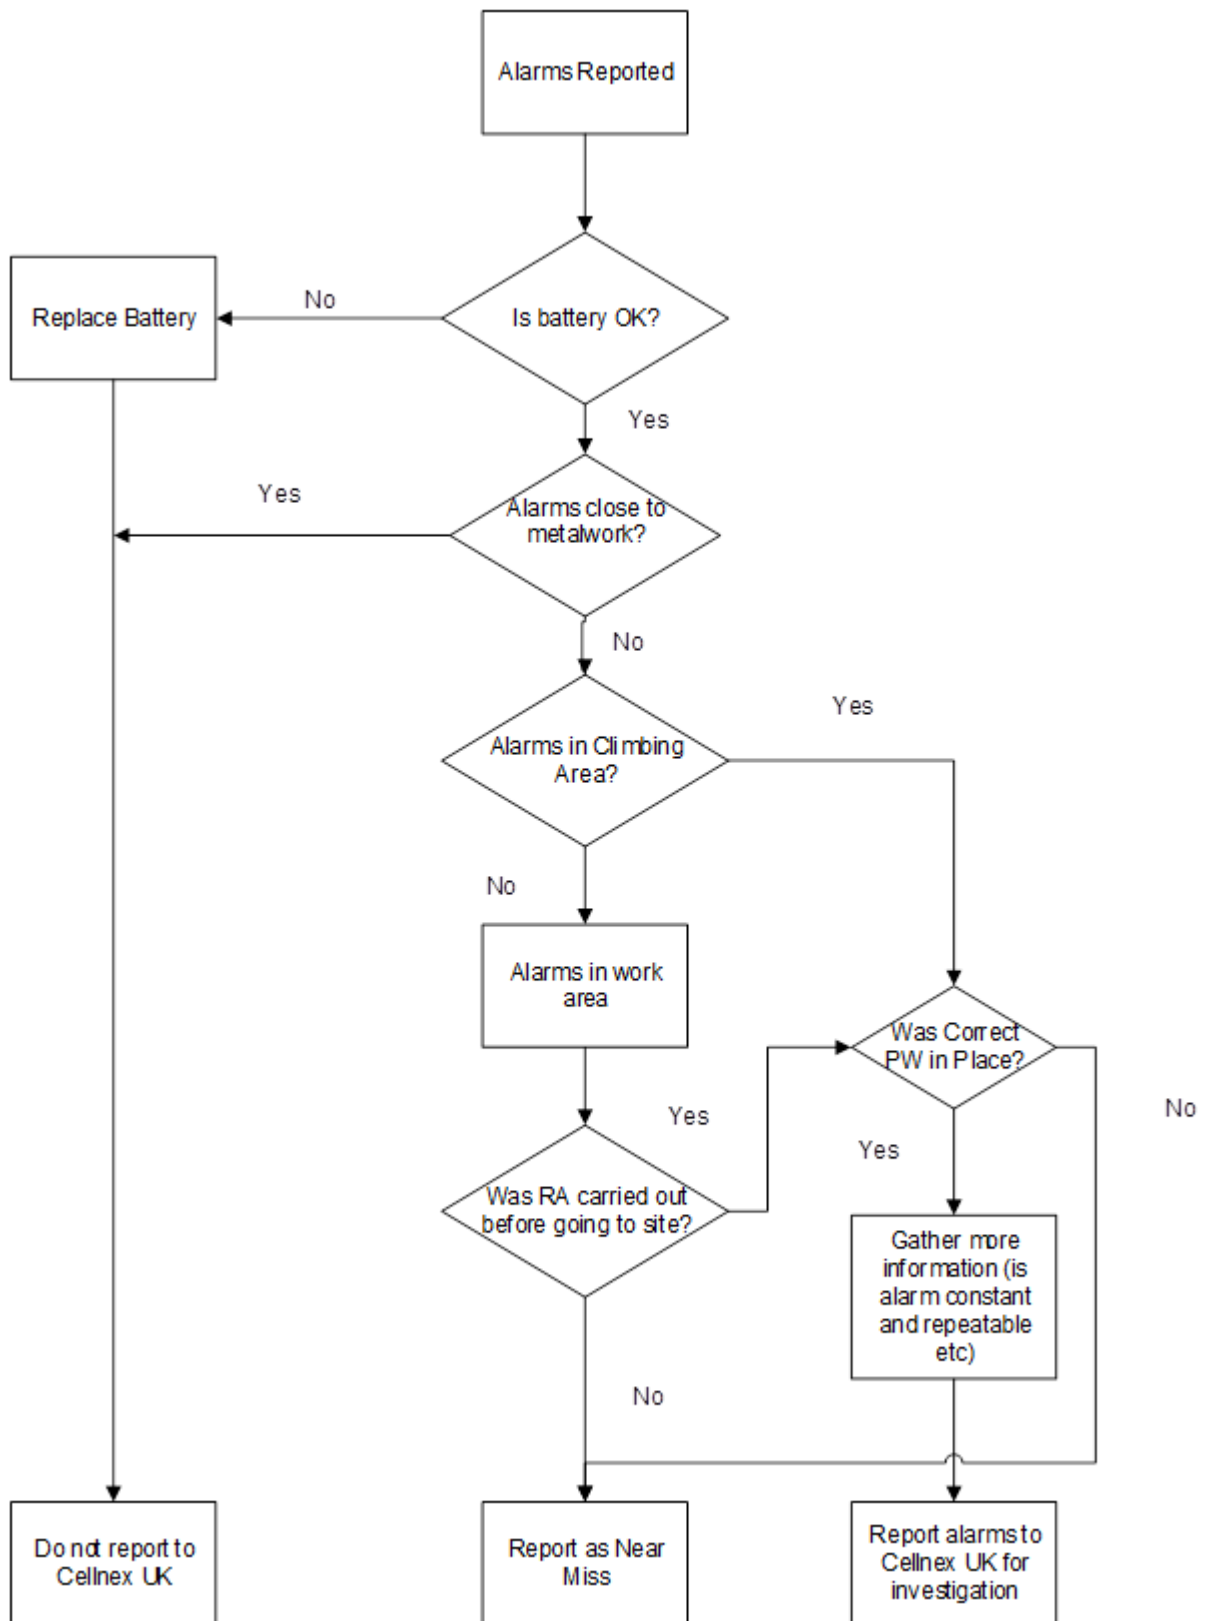 Alarms Reported
Is battery OK?
No
Replace Battery
Yes
Alarms close to
metalwork?
Yes
No
Alarms in Climbing
Area?
Yes
No
Alarms in work
area
Was Correct
PW in Place?
No
Yes
Yes
Was RA carried out
before going to site?
Gather more
information (is
alarm constant
and repeatable
etc)
No
Do not report to
Cellnex UK
Report as Near
Miss
Report alarms to
Cellnex UK for
investigation